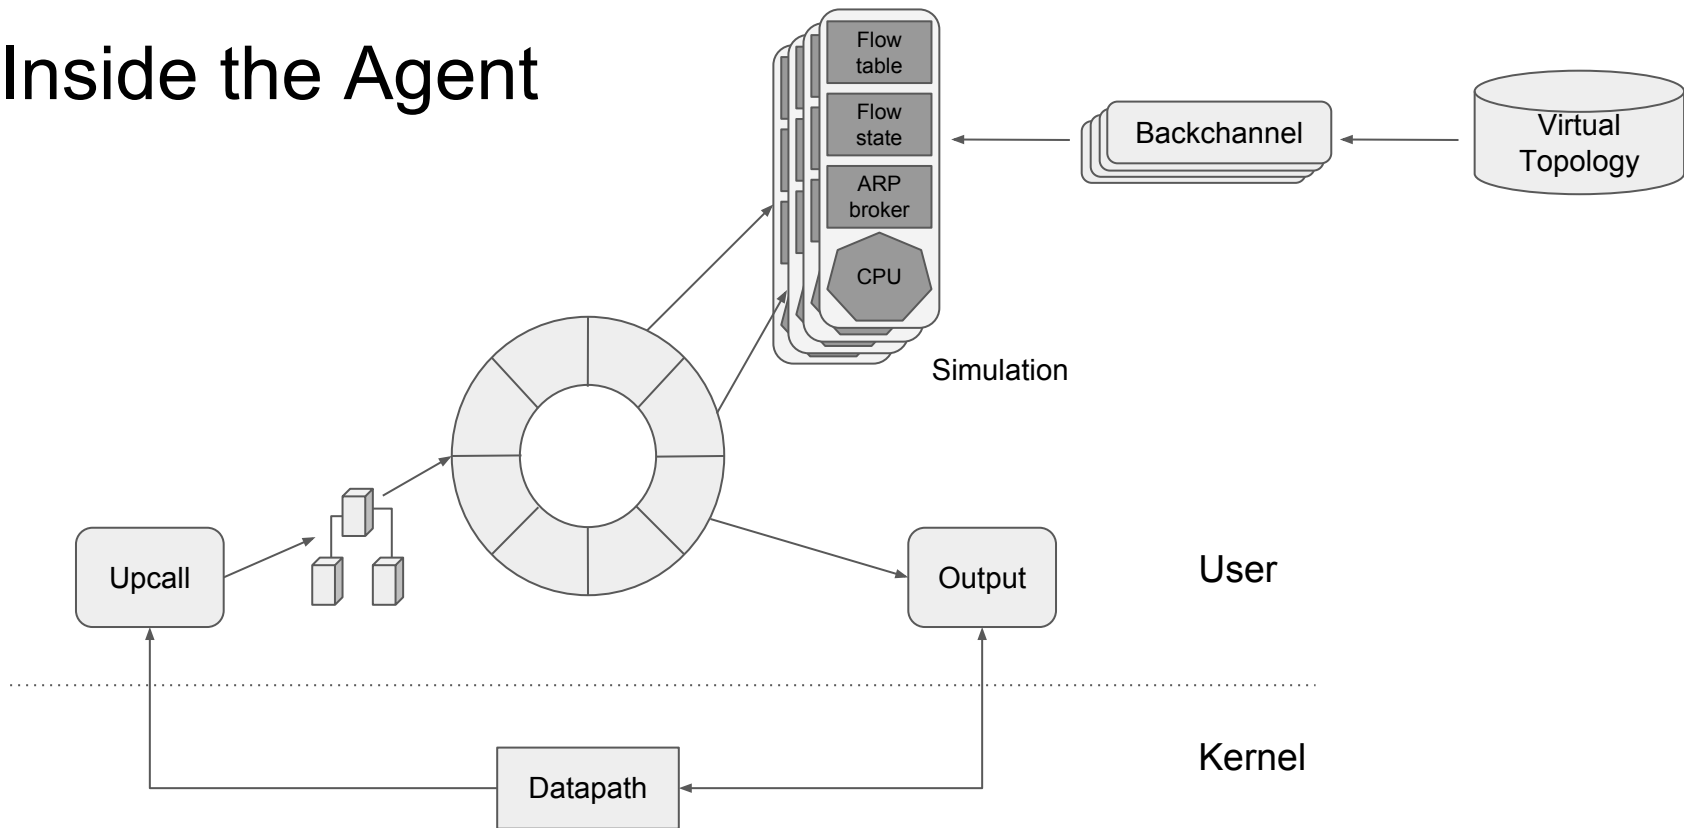 Inside the Agent
Flow
table
Flow
state
ARP
broker
CPU
Simulation
Backchannel
Virtual
Topology
Upcall
Output
User
Datapath
Kernel